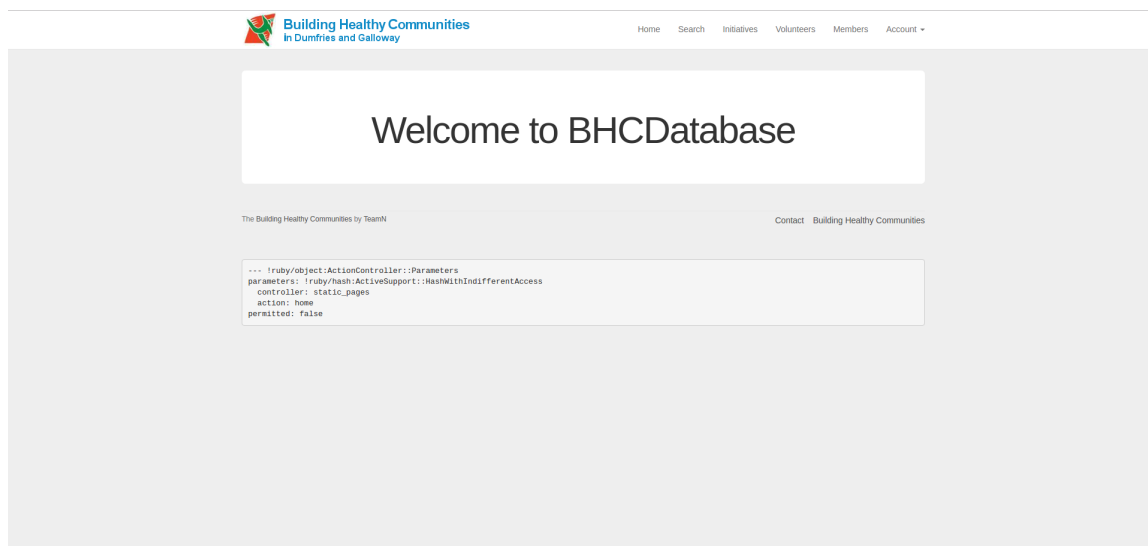 Building Healthy Communities
in Dumfries and Galloway
Home Search Initiatives Volunteers Members Account
Welcome to BHCDatabase
The Building Healthy Communities by TeamN
Contact Building Healthy Communities
--- !ruby/object:ActionController::Parameters
parameters: !ruby/hash:ActiveSupport::HashWithIndifferentAccess
  controller: static_pages
  action: home
permitted: false